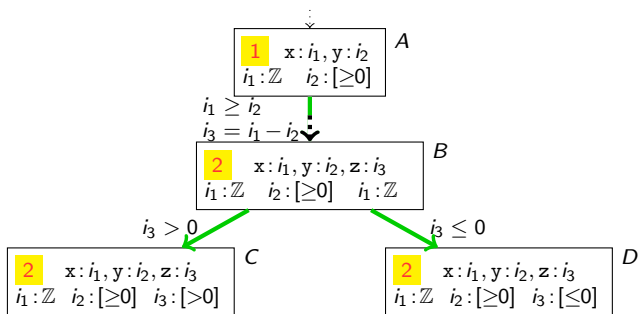 A
1 x:i₁, y:i₂
i₁:ℤ i₂:[≥0]
i₁ ≥ i₂
i₃ = i₁−i₂
B
2 x:i₁, y:i₂, z:i₃
i₁:ℤ i₂:[≥0] i₁:ℤ
i₃ > 0
i₃ ≤ 0
C
2 x:i₁, y:i₂, z:i₃
i₁:ℤ i₂:[≥0] i₃:[>0]
D
2 x:i₁, y:i₂, z:i₃
i₁:ℤ i₂:[≥0] i₃:[≤0]